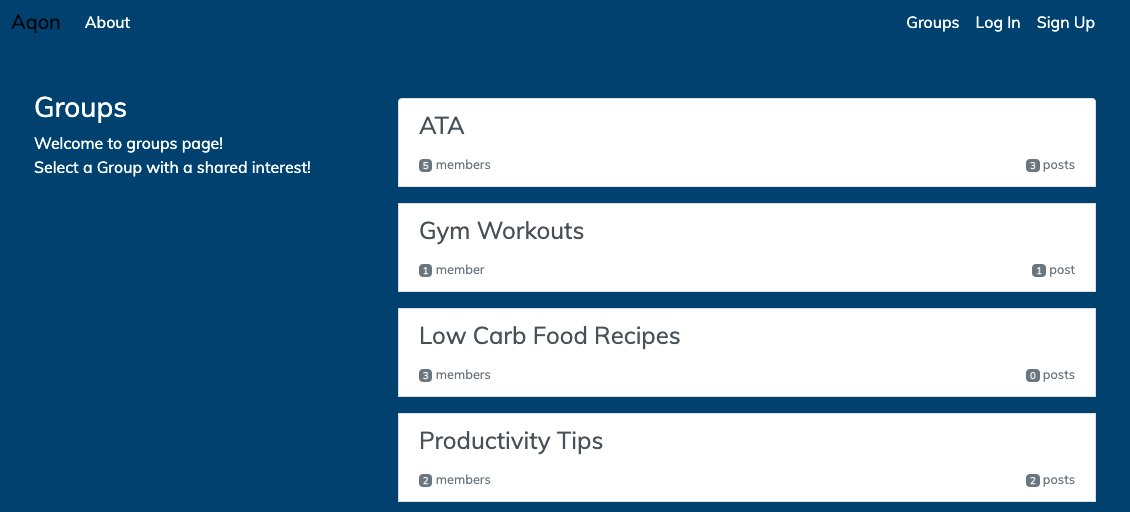 Aqon About Groups Log In Sign Up
Groups
Welcome to groups page!
Select a Group with a shared interest!
ATA
5 members 3 posts
Gym Workouts
1 member 1 post
Low Carb Food Recipes
3 members 0 posts
Productivity Tips
2 members 2 posts